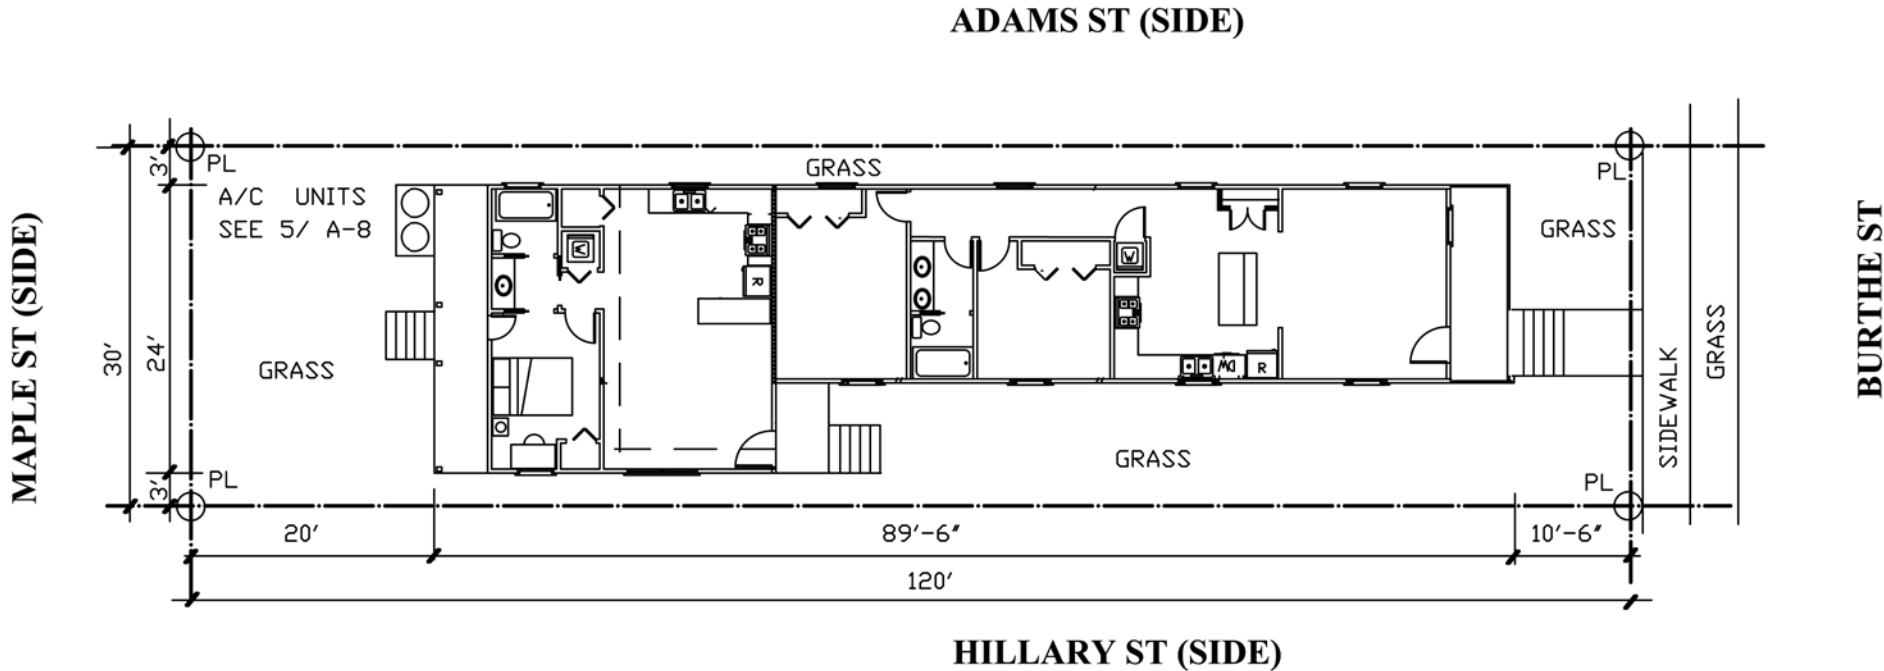 ADAMS ST (SIDE)
GRASS
PL
PL
3'
A/C UNITS
SEE 5/ A-8
GRASS
W
R
W
MAPLE ST (SIDE)
30'
24'
GRASS
DW
R
GRASS
SIDEWALK
GRASS
BURTHE ST
PL
3'
PL
20'
89'-6"
10'-6"
120'
HILLARY ST (SIDE)